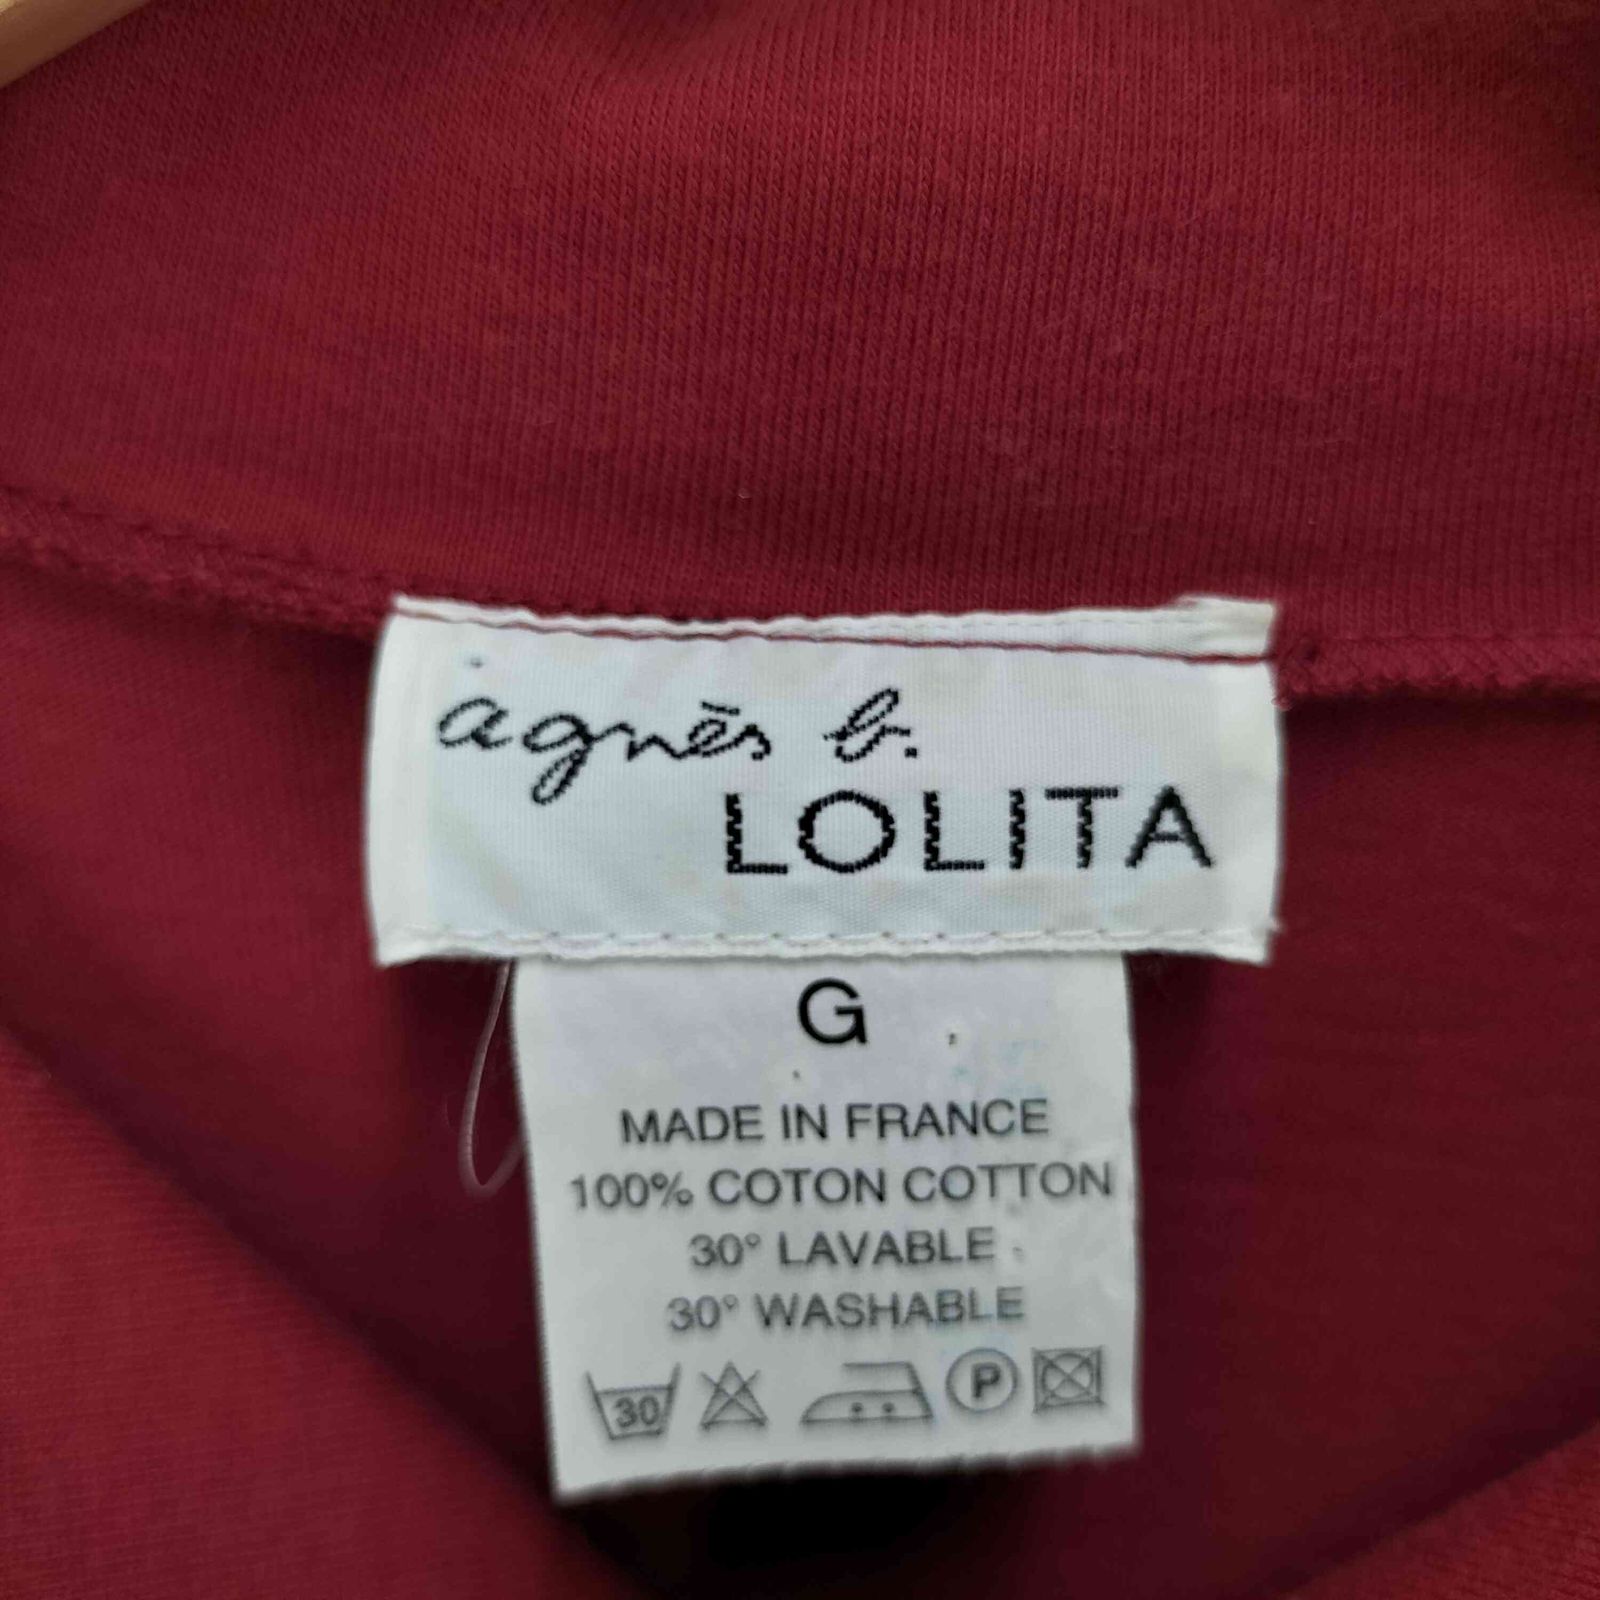 agnès b.
LOLITA
G
MADE IN FRANCE
100% COTON COTTON
30° LAVABLE
30° WASHABLE
30 P